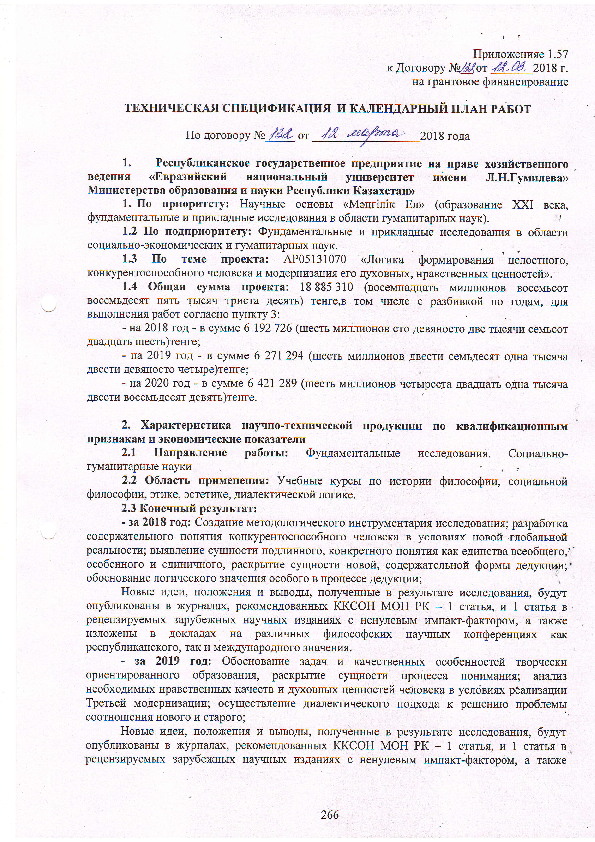 Приложения 1.57
к Договору №132 от 12.03. 2018 г.
на грантовое финансирование
ТЕХНИЧЕСКАЯ СПЕЦИФИКАЦИЯ И КАЛЕНДАРНЫЙ ПЛАН РАБОТ
По договору № 132 от 12 марта 2018 года
1. Республиканское государственное предприятие на праве хозяйственного
ведения «Евразийский национальный университет имени Л.Н.Гумилева»
Министерства образования и науки Республики Казахстан»
1. По приоритету: Научные основы «Мәңгілік Ел» (образование XXI века,
фундаментальные и прикладные исследования в области гуманитарных наук).
1.2 По подприоритету: Фундаментальные и прикладные исследования в области
социально-экономических и гуманитарных наук.
1.3 По теме проекта: АР05131070 «Логика формирования целостного,
конкурентоспособного человека и модернизация его духовных, нравственных ценностей».
1.4 Общая сумма проекта: 18 885 310 (восемнадцать миллионов восемьсот
восемьдесят пять тысяч триста десять) тенге,в том числе с разбивкой по годам, для
выполнения работ согласно пункту 3:
- на 2018 год - в сумме 6 192 726 (шесть миллионов сто девяносто две тысячи семьсот
двадцать шесть)тенге;
- на 2019 год - в сумме 6 271 294 (шесть миллионов двести семьдесят одна тысяча
двести девяносто четыре)тенге;
- на 2020 год - в сумме 6 421 289 (шесть миллионов четыреста двадцать одна тысяча
двести восемьдесят девять)тенге.
2. Характеристика научно-технической продукции по квалификационным
признакам и экономические показатели
2.1 Направление работы: Фундаментальные исследования. Социально-
гуманитарные науки
2.2 Область применения: Учебные курсы по истории философии, социальной
философии, этике, эстетике, диалектической логике.
2.3 Конечный результат:
- за 2018 год: Создание методологического инструментария исследования; разработка
содержательного понятия конкурентоспособного человека в условиях новой глобальной
реальности; выявление сущности подлинного, конкретного понятия как единства всеобщего,
особенного и единичного, раскрытие сущности новой, содержательной формы дедукции;
обоснование логического значения особого в процессе дедукции;
Новые идеи, положения и выводы, полученные в результате исследования, будут
опубликованы в журналах, рекомендованных ККСОН МОН РК – 1 статья, и 1 статья в
рецензируемых зарубежных научных изданиях с ненулевым импакт-фактором, а также
изложены в докладах на различных философских научных конференциях как
республиканского, так и международного значения.
- за 2019 год: Обоснование задач и качественных особенностей творчески
ориентированного образования, раскрытие сущности процесса понимания; анализ
необходимых нравственных качеств и духовных ценностей человека в условиях реализации
Третьей модернизации; осуществление диалектического подхода к решению проблемы
соотношения нового и старого;
Новые идеи, положения и выводы, полученные в результате исследования, будут
опубликованы в журналах, рекомендованных ККСОН МОН РК – 1 статья, и 1 статья в
рецензируемых зарубежных научных изданиях с ненулевым импакт-фактором, а также
266